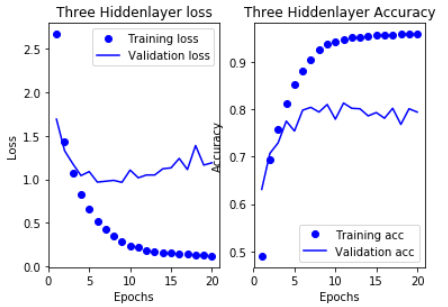 Three Hiddenlayer loss
Three Hiddenlayer Accuracy
Training loss
Validation loss
Loss
2.5
2.0
1.5
1.0
0.5
0.0
0
5
10
15
20
Epochs
Accuracy
0.9
0.8
0.7
0.6
0.5
Training acc
Validation acc
0
5
10
15
20
Epochs